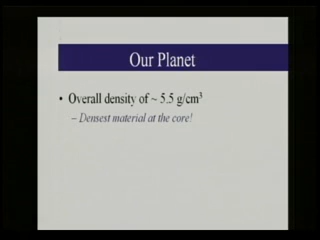 Our Planet
• Overall density of ~ 5.5 g/cm³
– Densest material at the core!